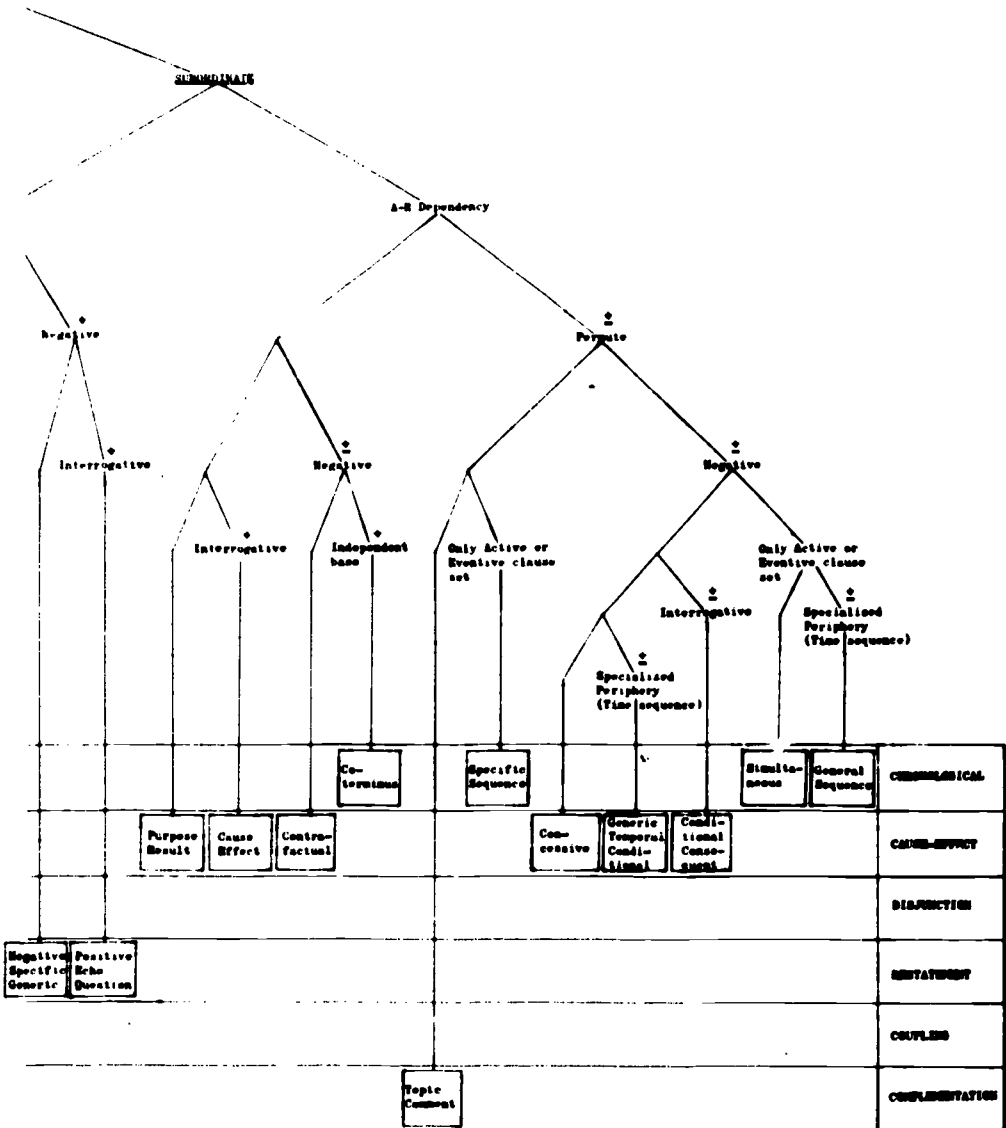 SUBORDINATE
A-R Dependency
+
Negative
±
Permute
+
Interrogative
±
Negative
±
Negative
+
Interrogative
+
Independent
base
Only Active or
Eventive clause
set
Only Active or
Eventive clause
set
±
Interrogative
±
Specialized
Periphery
(Time sequence)
±
Specialized
Periphery
(Time sequence)
Co-
terminus
Specific
Sequence
Simulta-
neous
General
Sequence
CHRONOLOGICAL
Purpose
Result
Cause
Effect
Contra-
factual
Con-
cessive
Generic
Temporal
Condi-
tional
Condi-
tional
Conse-
quent
CAUSE-EFFECT
DISJUNCTION
Negative
Specific
Generic
Positive
Echo
Question
RESTATEMENT
COUPLING
Topic
Comment
COMPLEMENTATION